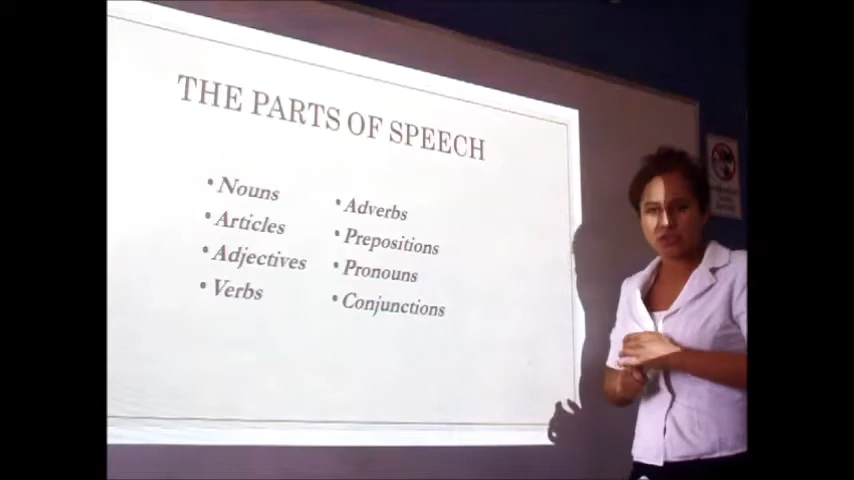 THE PARTS OF SPEECH
• Nouns
• Articles
• Adjectives
• Verbs
• Adverbs
• Prepositions
• Pronouns
• Conjunctions